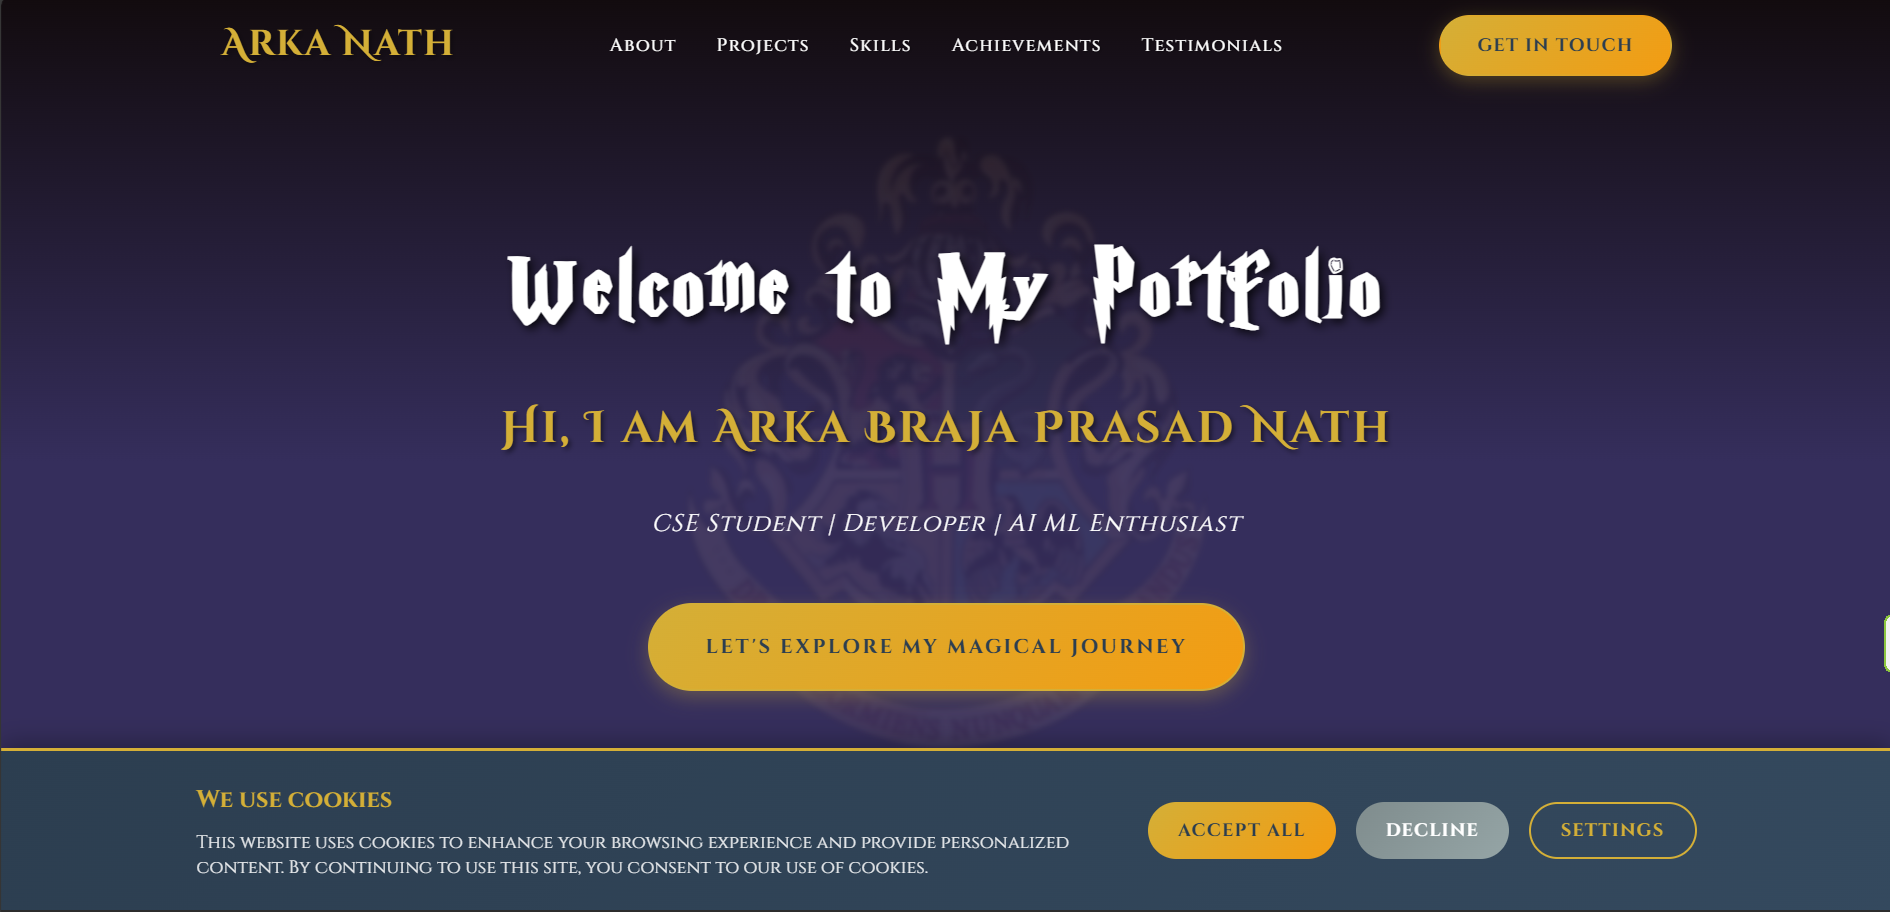 Arka Nath
About
Projects
Skills
Achievements
Testimonials
GET IN TOUCH
Welcome to My Portfolio
Hi, I am Arka Braja Prasad Nath
CSE Student | Developer | AI ML Enthusiast
LET'S EXPLORE MY MAGICAL JOURNEY
We use cookies
This website uses cookies to enhance your browsing experience and provide personalized
content. By continuing to use this site, you consent to our use of cookies.
ACCEPT ALL
DECLINE
SETTINGS